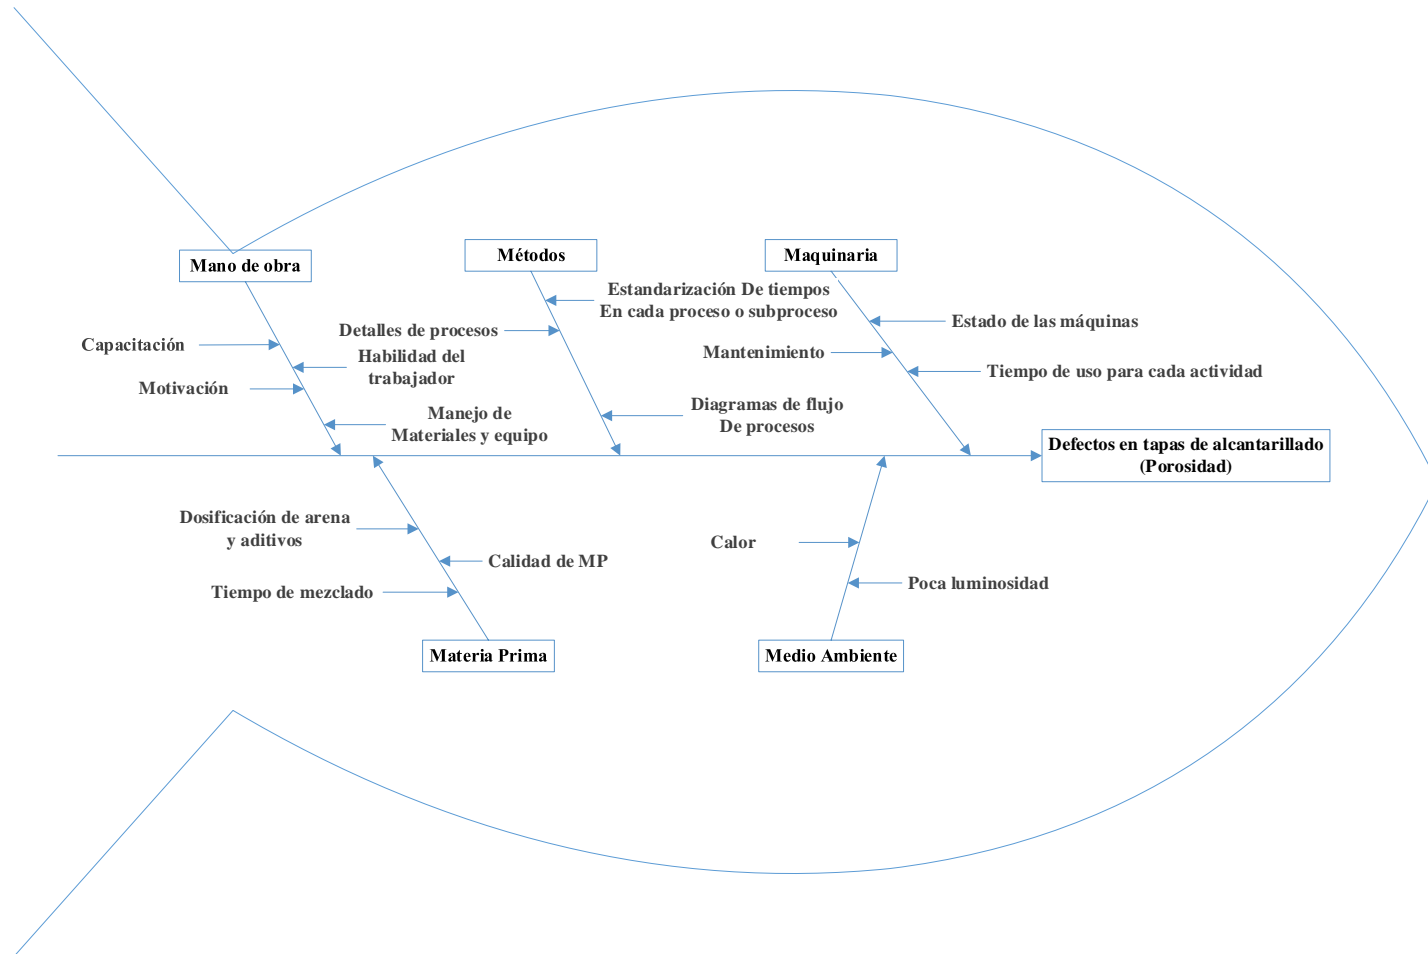 Mano de obra
Métodos
Maquinaria
Estandarización De tiempos
En cada proceso o subproceso
Detalles de procesos
Estado de las máquinas
Capacitación
Habilidad del
trabajador
Mantenimiento
Tiempo de uso para cada actividad
Motivación
Manejo de
Materiales y equipo
Diagramas de flujo
De procesos
Defectos en tapas de alcantarillado
(Porosidad)
Dosificación de arena
y aditivos
Calidad de MP
Tiempo de mezclado
Calor
Poca luminosidad
Materia Prima
Medio Ambiente